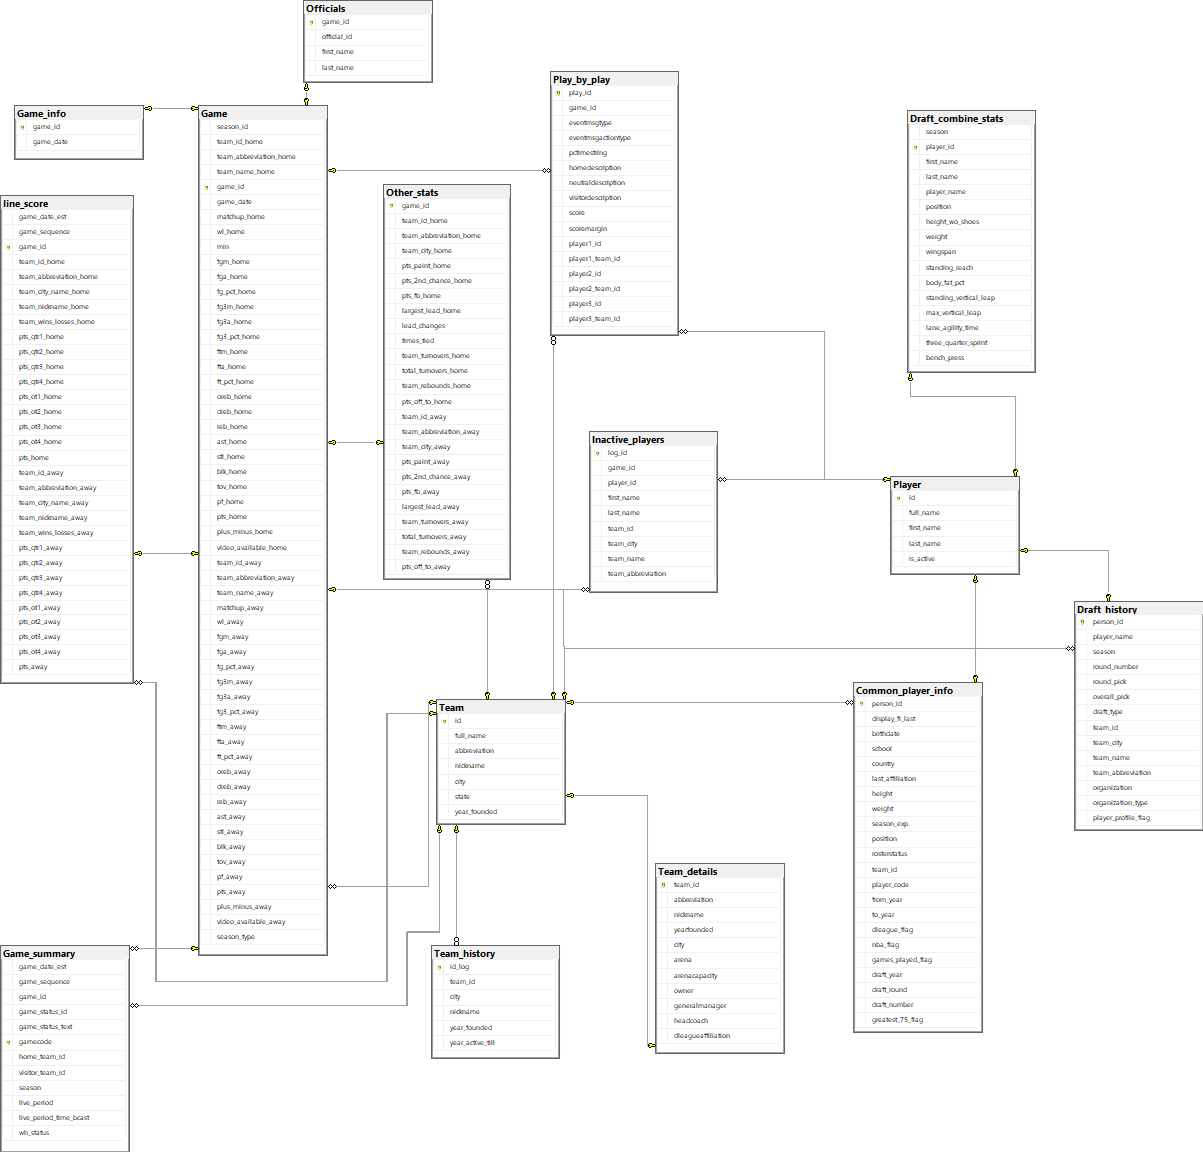 Officials
game_id
official_id
first_name
last_name
Game_info
game_id
game_date
Game
season_id
team_id_home
team_abbreviation_home
team_name_home
game_id
game_date
matchup_home
wl_home
min
fgm_home
fga_home
fg_pct_home
fg3m_home
fg3a_home
fg3_pct_home
ftm_home
fta_home
ft_pct_home
oreb_home
dreb_home
reb_home
ast_home
stl_home
blk_home
tov_home
pf_home
pts_home
plus_minus_home
video_available_home
team_id_away
team_abbreviation_away
team_name_away
matchup_away
wl_away
fgm_away
fga_away
fg_pct_away
fg3m_away
fg3a_away
fg3_pct_away
ftm_away
fta_away
ft_pct_away
oreb_away
dreb_away
reb_away
ast_away
stl_away
blk_away
tov_away
pf_away
pts_away
plus_minus_away
video_available_away
season_type
line_score
game_date_est
game_sequence
game_id
team_id_home
team_abbreviation_home
team_city_name_home
team_nickname_home
team_wins_losses_home
pts_qtr1_home
pts_qtr2_home
pts_qtr3_home
pts_qtr4_home
pts_ot1_home
pts_ot2_home
pts_ot3_home
pts_ot4_home
pts_home
team_id_away
team_abbreviation_away
team_city_name_away
team_nickname_away
team_wins_losses_away
pts_qtr1_away
pts_qtr2_away
pts_qtr3_away
pts_qtr4_away
pts_ot1_away
pts_ot2_away
pts_ot3_away
pts_ot4_away
pts_away
Game_summary
game_date_est
game_sequence
game_id
game_status_id
game_status_text
gamecode
home_team_id
visitor_team_id
season
live_period
live_period_time_bcast
wh_status
Other_stats
game_id
team_id_home
team_abbreviation_home
team_city_home
pts_paint_home
pts_2nd_chance_home
pts_fb_home
largest_lead_home
lead_changes
times_tied
team_turnovers_home
total_turnovers_home
team_rebounds_home
pts_off_to_home
team_id_away
team_abbreviation_away
team_city_away
pts_paint_away
pts_2nd_chance_away
pts_fb_away
largest_lead_away
team_turnovers_away
total_turnovers_away
team_rebounds_away
pts_off_to_away
Play_by_play
play_id
game_id
eventmsgtype
eventmsgactiontype
pctimestring
homedescription
neutraldescription
visitordescription
score
scoremargin
player1_id
player1_team_id
player2_id
player2_team_id
player3_id
player3_team_id
Inactive_players
log_id
game_id
player_id
first_name
last_name
team_id
team_city
team_name
team_abbreviation
Team
id
full_name
abbreviation
nickname
city
state
year_founded
Team_history
id_log
team_id
city
nickname
year_founded
year_active_till
Team_details
team_id
abbreviation
nickname
yearfounded
city
arena
arenacapacity
owner
generalmanager
headcoach
dleagueaffiliation
Draft_combine_stats
season
player_id
first_name
last_name
player_name
position
height_wo_shoes
weight
wingspan
standing_reach
body_fat_pct
standing_vertical_leap
max_vertical_leap
lane_agility_time
three_quarter_sprint
bench_press
Player
id
full_name
first_name
last_name
is_active
Common_player_info
person_id
display_fi_last
birthdate
school
country
last_affiliation
height
weight
season_exp
position
rosterstatus
team_id
player_code
from_year
to_year
dleague_flag
nba_flag
games_played_flag
draft_year
draft_round
draft_number
greatest_75_flag
Draft_history
person_id
player_name
season
round_number
round_pick
overall_pick
draft_type
team_id
team_city
team_name
team_abbreviation
organization
organization_type
player_profile_flag